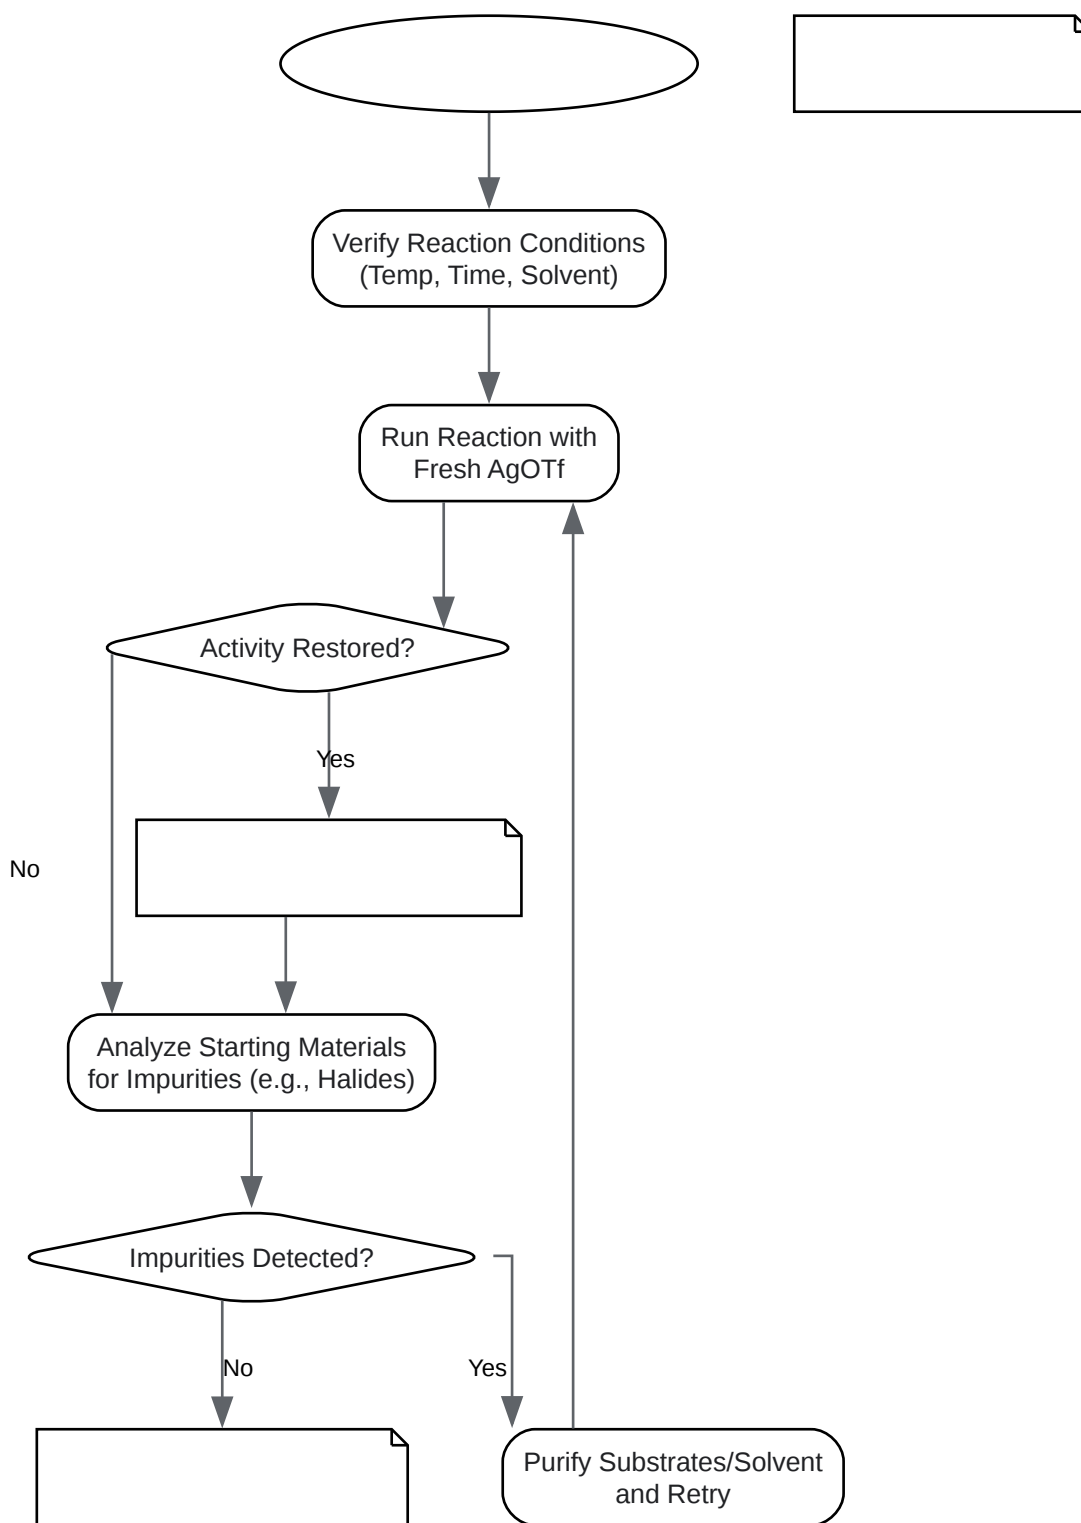 Verify Reaction Conditions
(Temp, Time, Solvent)
Run Reaction with
Fresh AgOTf
Activity Restored?
Yes
No
Analyze Starting Materials
for Impurities (e.g., Halides)
Impurities Detected?
No
Yes
Purify Substrates/Solvent
and Retry